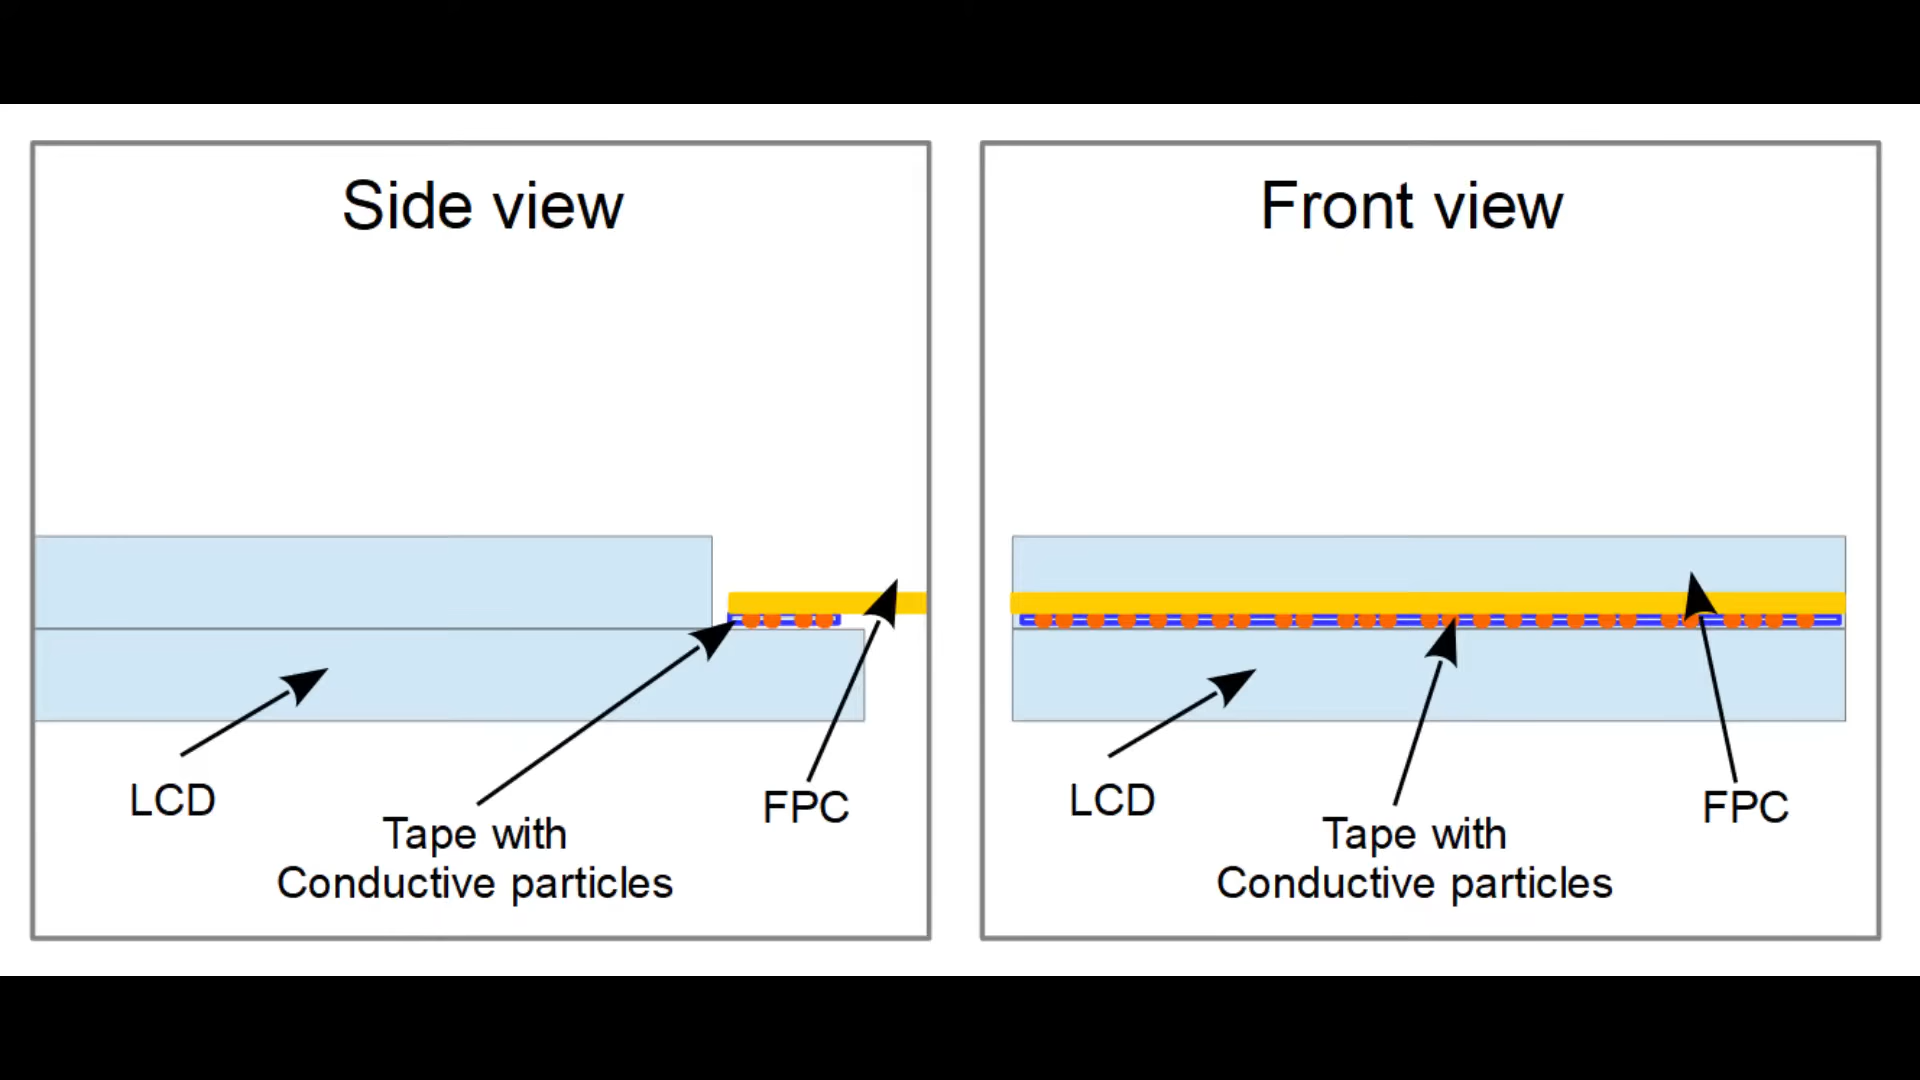 Side view
LCD
Tape with
Conductive particles
FPC
Front view
LCD
Tape with
Conductive particles
FPC